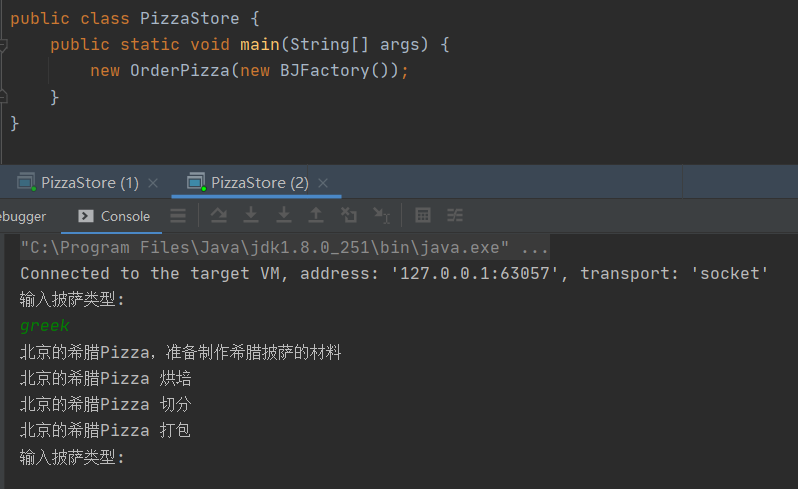 public class PizzaStore {
public static void main(String[] args) {
new OrderPizza(new BJFactory());
}
}
PizzaStore (1) × PizzaStore (2) ×
ebugger Console
"C:\Program Files\Java\jdk1.8.0_251\bin\java.exe" ...
Connected to the target VM, address: '127.0.0.1:63057', transport: 'socket'
输入披萨类型:
greek
北京的希腊Pizza，准备制作希腊披萨的材料
北京的希腊Pizza 烘培
北京的希腊Pizza 切分
北京的希腊Pizza 打包
输入披萨类型: